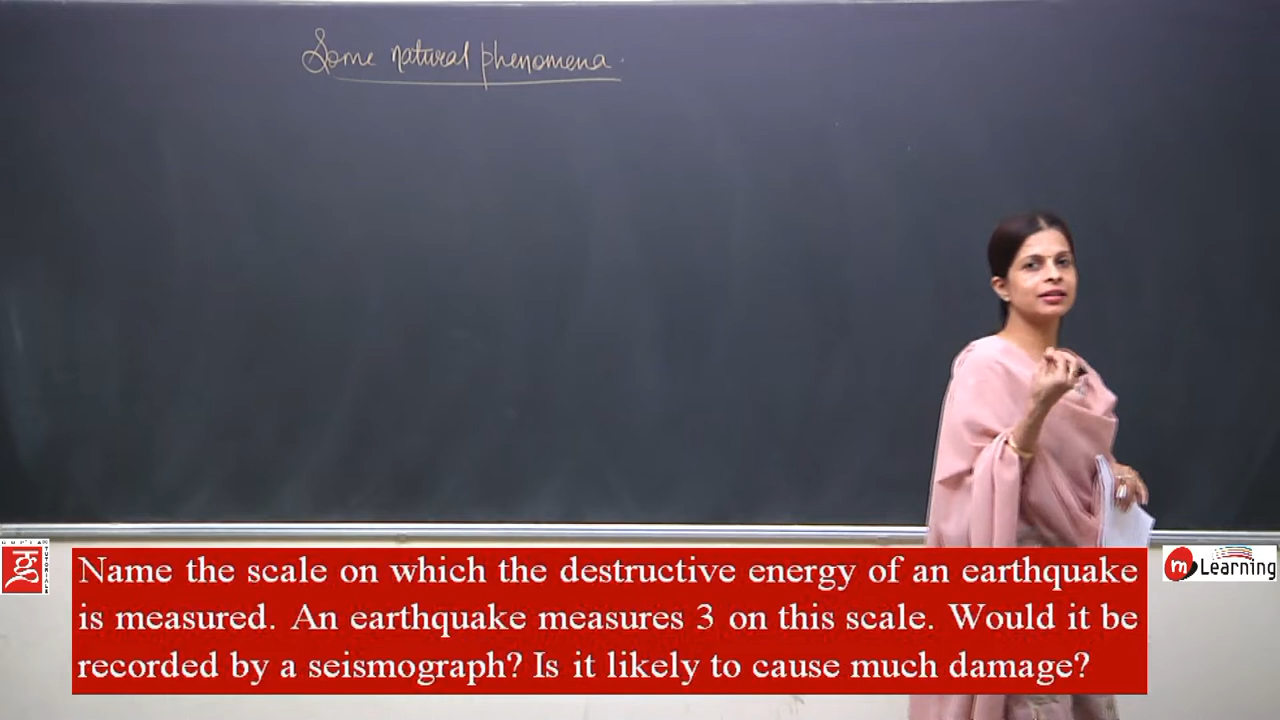 Some natural phenomena.
Name the scale on which the destructive energy of an earthquake
is measured. An earthquake measures 3 on this scale. Would it be
recorded by a seismograph? Is it likely to cause much damage?
m Learning